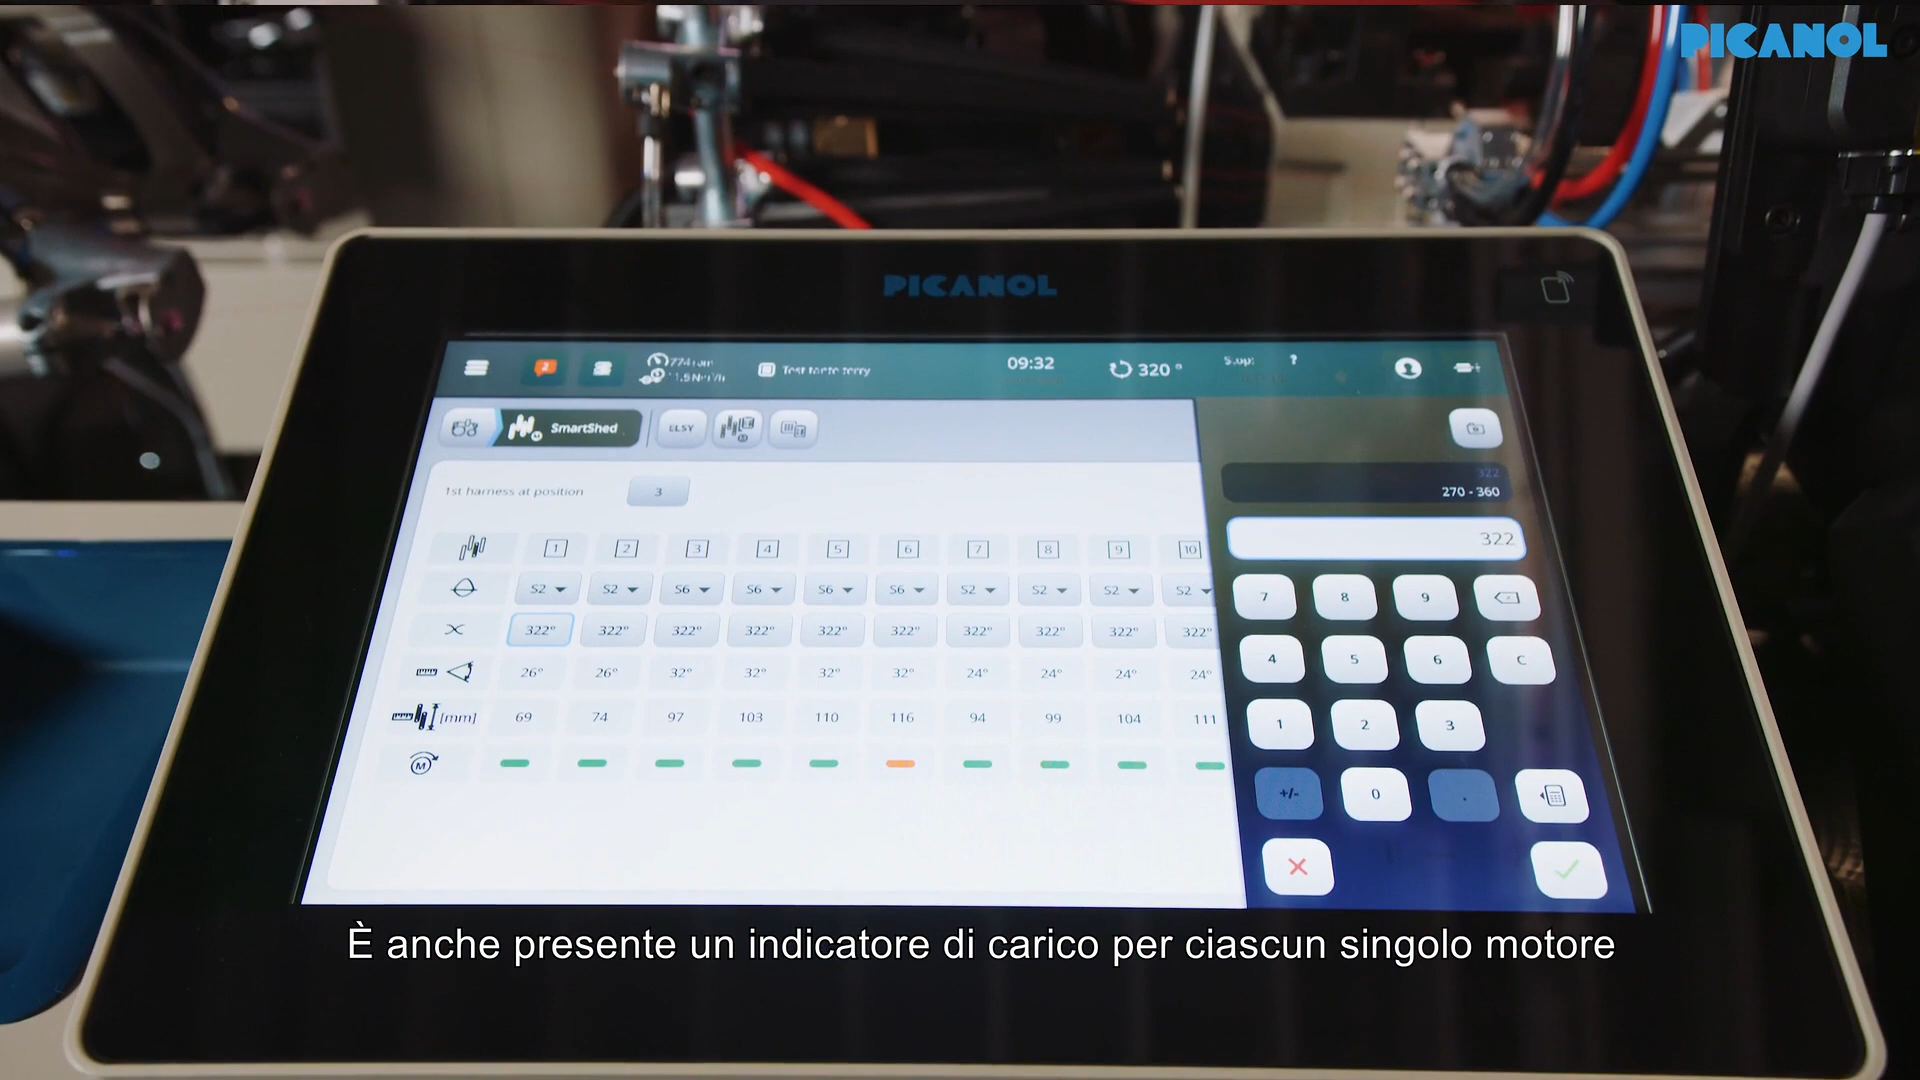 PICANOL
PICANOL
2
09:32
320 °
?
SmartShed
ELSY
322
270 - 360
1st harness at position
3
322
1 2 3 4 5 6 7 8 9 10
S2 S2 S6 S6 S6 S6 S2 S2 S2 S2
322° 322° 322° 322° 322° 322° 322° 322° 322° 322°
26° 26° 32° 32° 32° 32° 24° 24° 24° 24°
[mm] 69 74 97 103 110 116 94 99 104 111
M
7 8 9
4 5 6 C
1 2 3
+/- 0 .
È anche presente un indicatore di carico per ciascun singolo motore